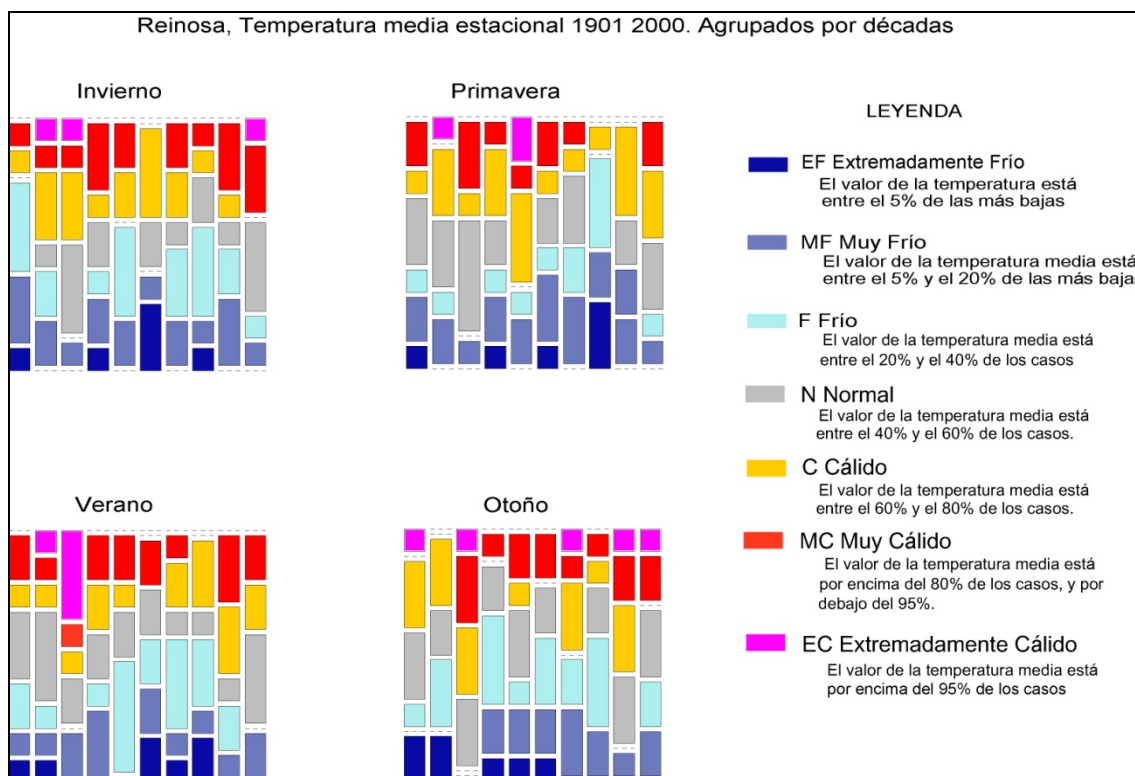 Reinosa, Temperatura media estacional 1901 2000. Agrupados por décadas
Invierno
Primavera
Verano
Otoño
LEYENDA
EF Extremadamente Frío
El valor de la temperatura está
entre el 5% de las más bajas
MF Muy Frío
El valor de la temperatura media está
entre el 5% y el 20% de las más bajas
F Frío
El valor de la temperatura media está
entre el 20% y el 40% de los casos
N Normal
El valor de la temperatura media está
entre el 40% y el 60% de los casos.
C Cálido
El valor de la temperatura media está
entre el 60% y el 80% de los casos.
MC Muy Cálido
El valor de la temperatura media está
por encima del 80% de los casos, y por
debajo del 95%.
EC Extremadamente Cálido
El valor de la temperatura media está
por encima del 95% de los casos